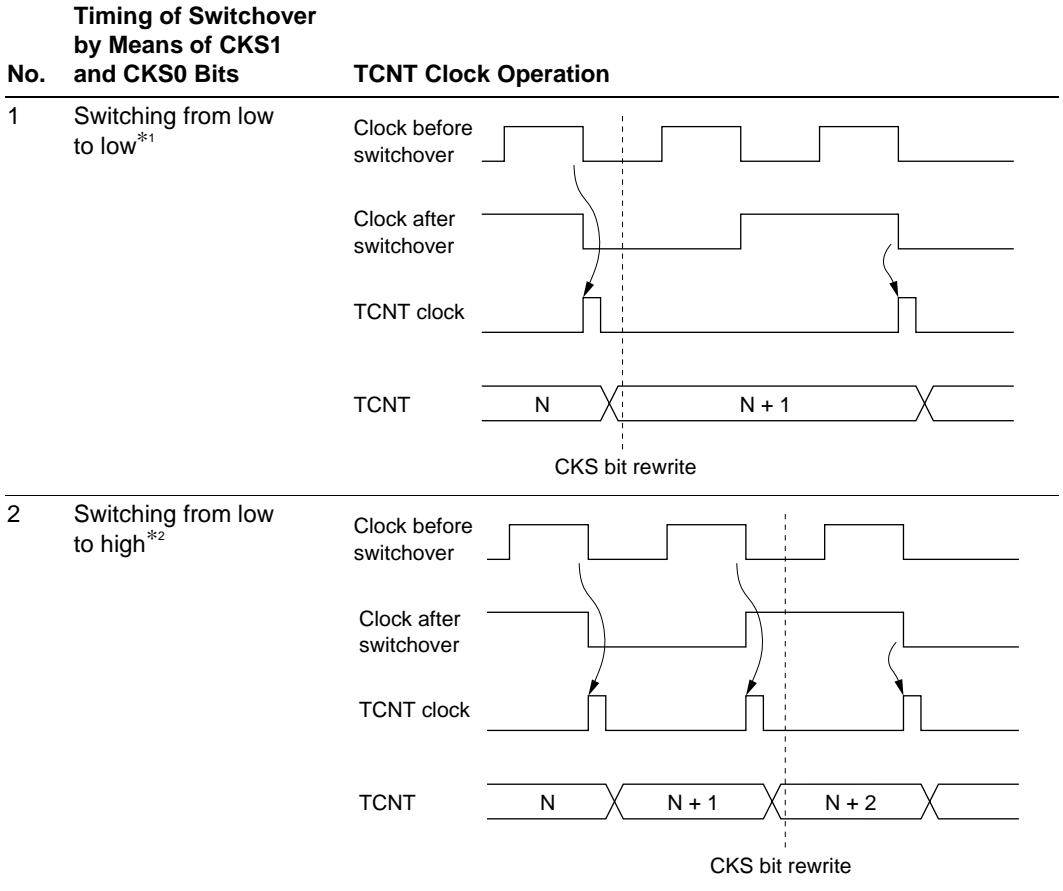 Timing of Switchover
by Means of CKS1
No. and CKS0 Bits TCNT Clock Operation
1 Switching from low
to low*1
Clock before
switchover
Clock after
switchover
TCNT clock
TCNT N N + 1
CKS bit rewrite
2 Switching from low
to high*2
Clock before
switchover
Clock after
switchover
TCNT clock
TCNT N N + 1 N + 2
CKS bit rewrite